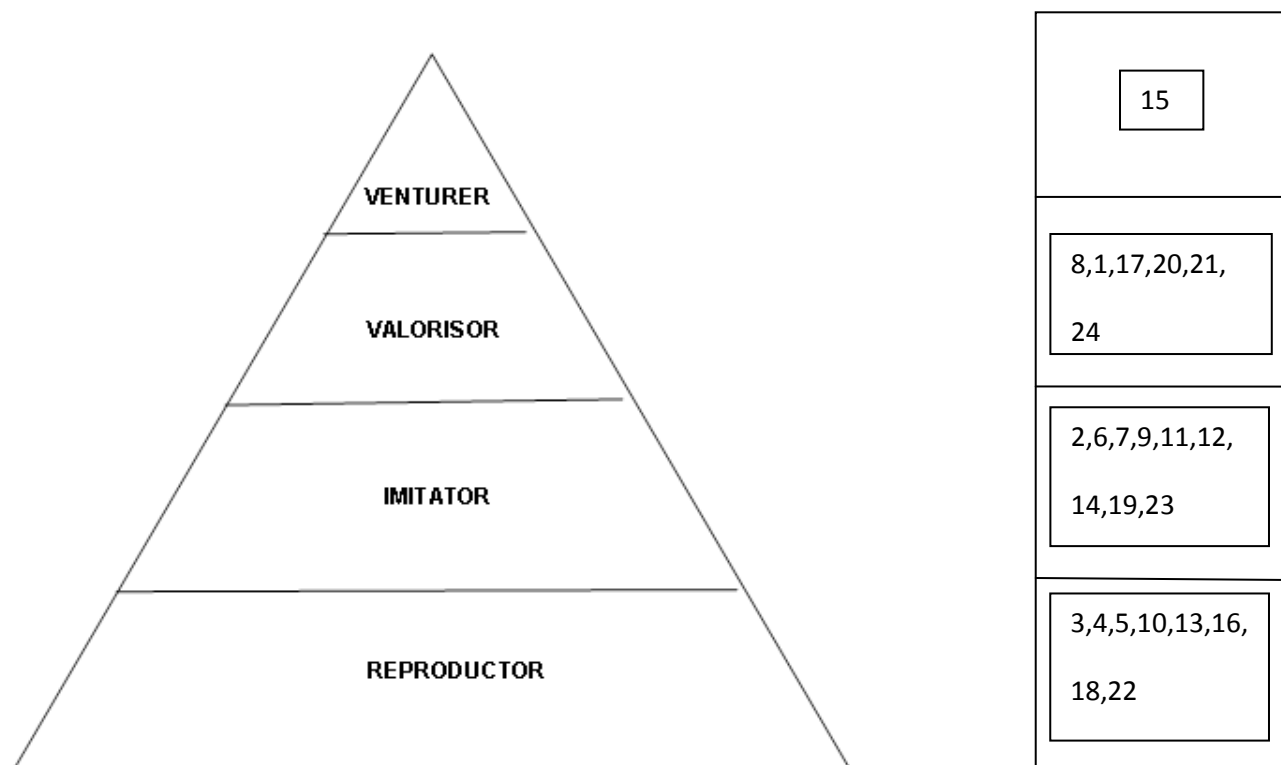 VENTURER
VALORISOR
IMITATOR
REPRODUCTOR
15
8,1,17,20,21,
24
2,6,7,9,11,12,
14,19,23
3,4,5,10,13,16,
18,22